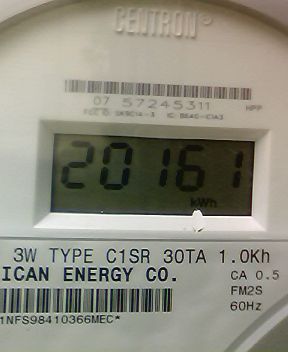 CENTRON®
07 57245311 HPP
20161
kWh
3W TYPE C1SR 30TA 1.0Kh
ICAN ENERGY CO. CA 0.5
FM2S
60Hz
1NFS98410366MEC*